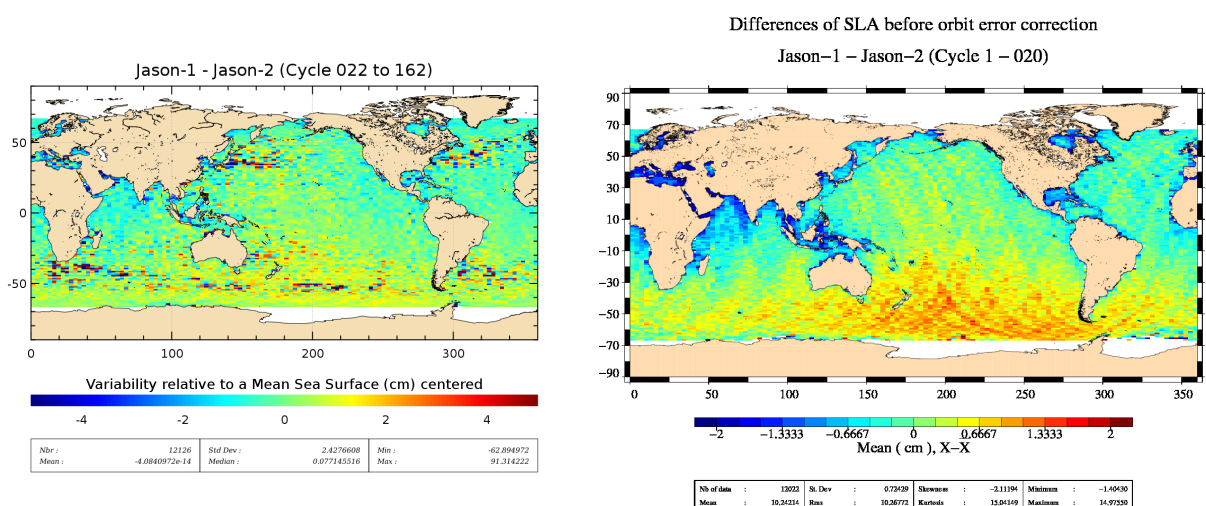 Jason-1 - Jason-2 (Cycle 022 to 162)
50
0
-50
0 100 200 300
Variability relative to a Mean Sea Surface (cm) centered
-4 -2 0 2 4
Nbr : 12126 Std Dev : 2.4276608 Min : -62.894972
Mean : -4.0840972e-14 Median : 0.077145516 Max : 91.314222
Differences of SLA before orbit error correction
Jason−1 − Jason−2 (Cycle 1 − 020)
90
70
50
30
10
−10
−30
−50
−70
−90
0 50 100 150 200 250 300 350
−2 −1.3333 −0.6667 0 0.6667 1.3333 2
Mean ( cm ), X−X
Nb of data : 12022 St. Dev : 0.72429 Skewness : −2.11194 Minimum : −1.40430
Mean : 10.24214 Rms : 10.26772 Kurtosis : 15.04149 Maximum : 14.97550